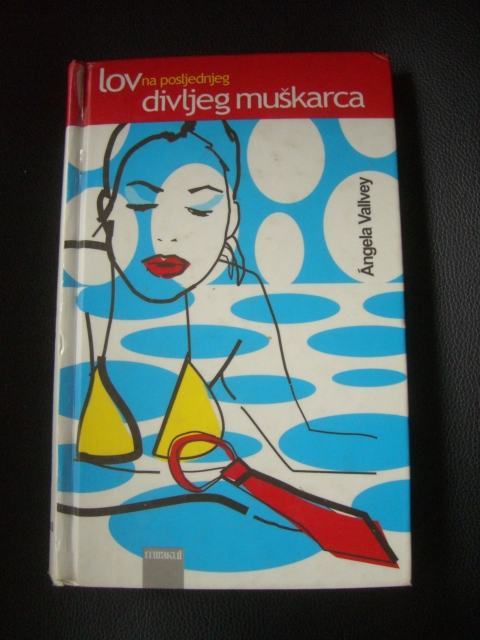 lov na posljednjeg
divljeg muškarca
Ángela Vallvey